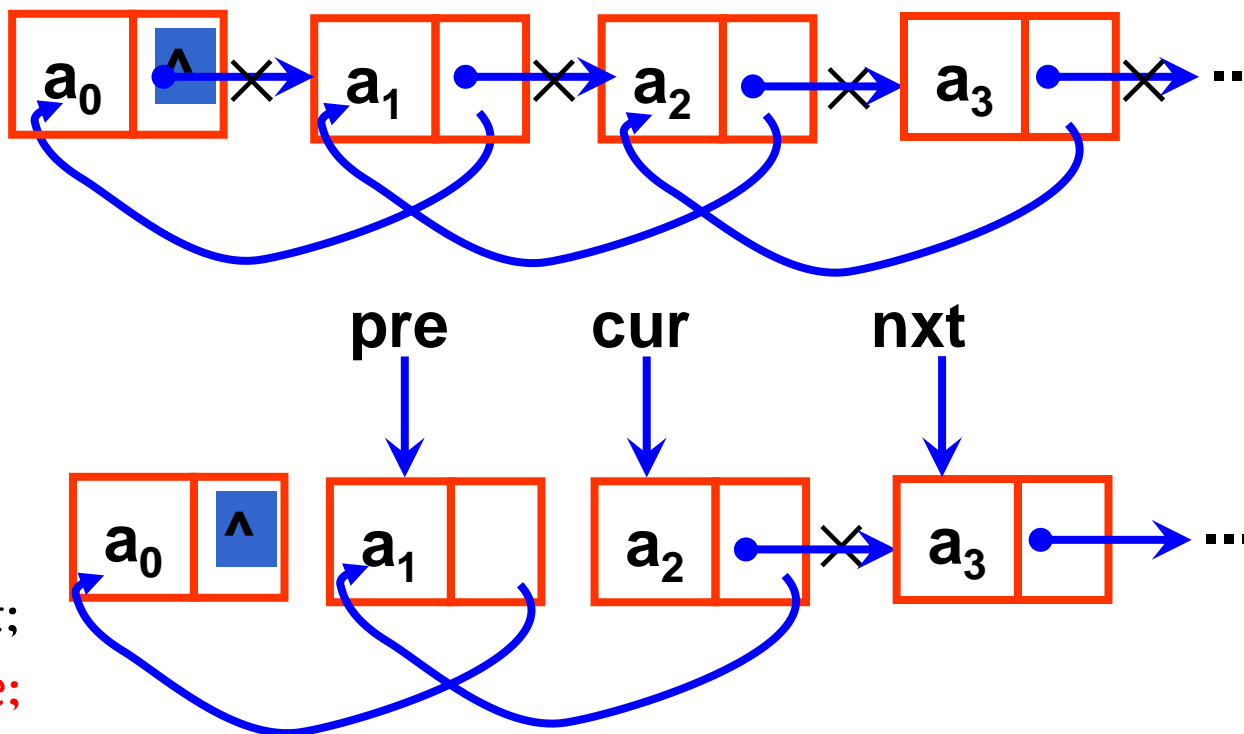 a₀ ^ a₁ a₂ a₃ ...
pre cur nxt
a₀ ^ a₁ a₂ a₃ ...
;
e;